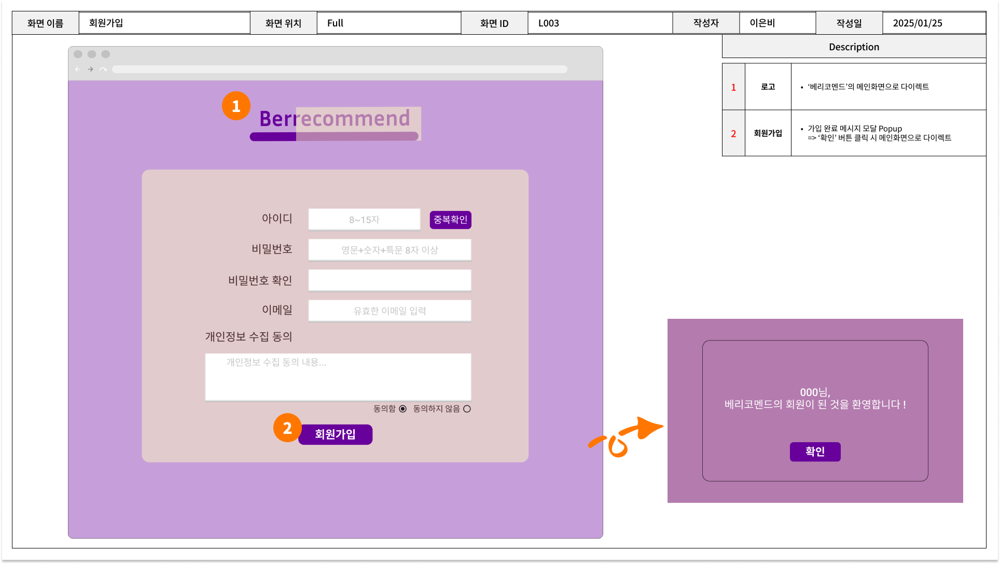 화면 이름 회원가입 화면 위치 Full 화면 ID L003 작성자 이은비 작성일 2025/01/25
Description
1 로고 • ‘베리코멘드’의 메인화면으로 다이렉트
2 회원가입 • 가입 완료 메시지 모달 Popup
=> ‘확인’ 버튼 클릭 시 메인화면으로 다이렉트
1
Berrecommend
아이디 8~15자 중복확인
비밀번호 영문+숫자+특문 8자 이상
비밀번호 확인
이메일 유효한 이메일 입력
개인정보 수집 동의
개인정보 수집 동의 내용...
동의함 동의하지 않음
2 회원가입
000님,
베리코멘드의 회원이 된 것을 환영합니다 !
확인